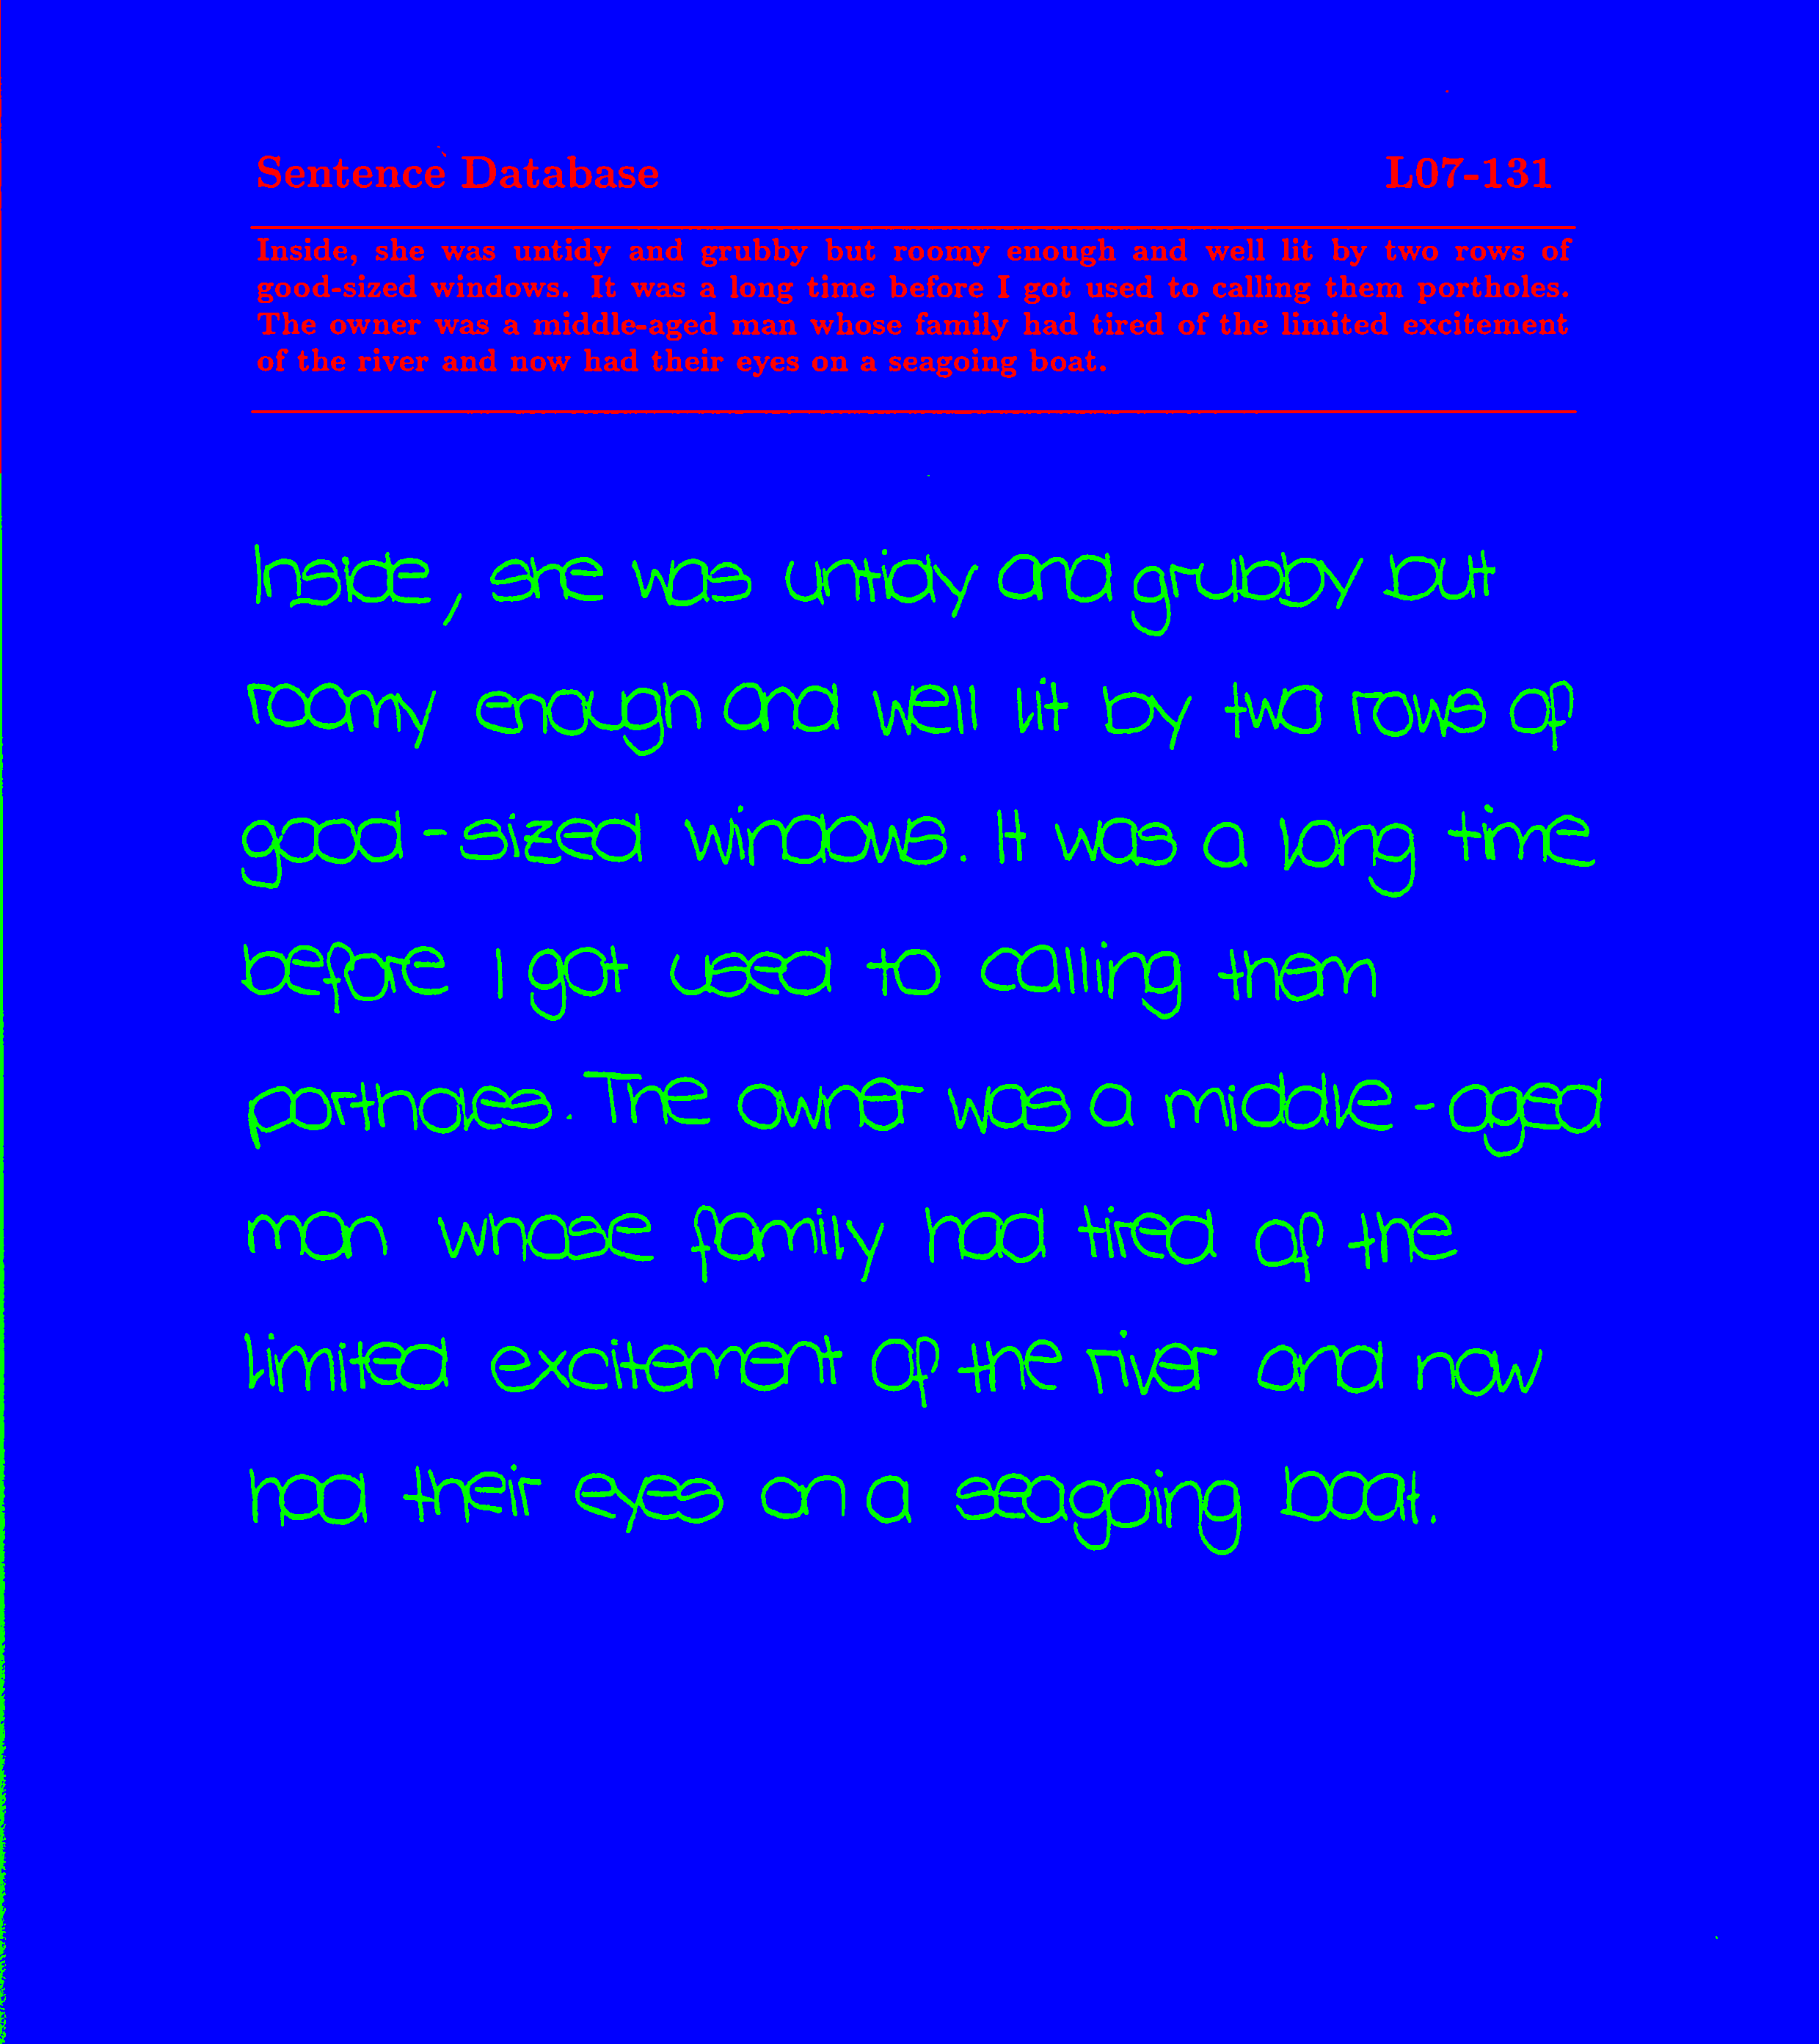 Sentence Database L07-131
Inside, she was untidy and grubby but roomy enough and well lit by two rows of
good-sized windows. It was a long time before I got used to calling them portholes.
The owner was a middle-aged man whose family had tired of the limited excitement
of the river and now had their eyes on a seagoing boat.
Inside, she was untidy and grubby but
roomy enough and well lit by two rows of
good-sized windows. It was a long time
before I got used to calling them
portholes. The owner was a middle-aged
man whose family had tired of the
limited excitement of the river and now
had their eyes on a seagoing boat.